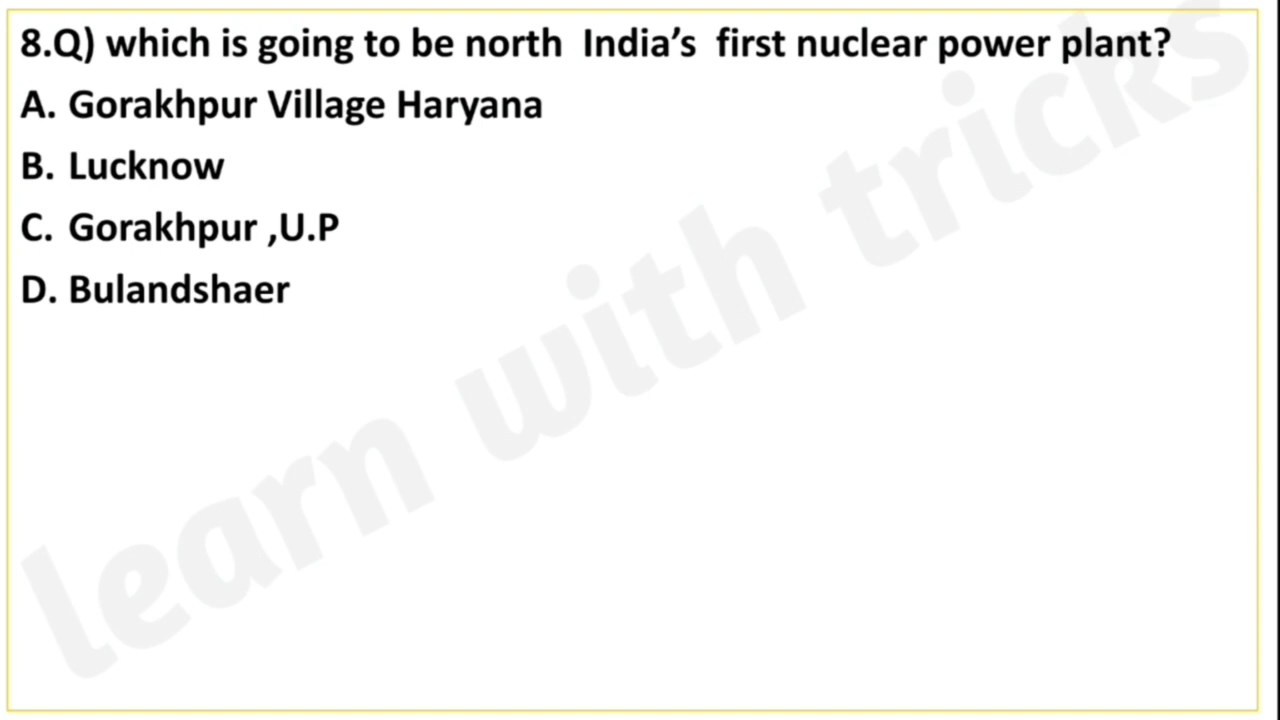 8.Q) which is going to be north India’s first nuclear power plant?
A. Gorakhpur Village Haryana
B. Lucknow
C. Gorakhpur ,U.P
D. Bulandshaer
learn with tricks